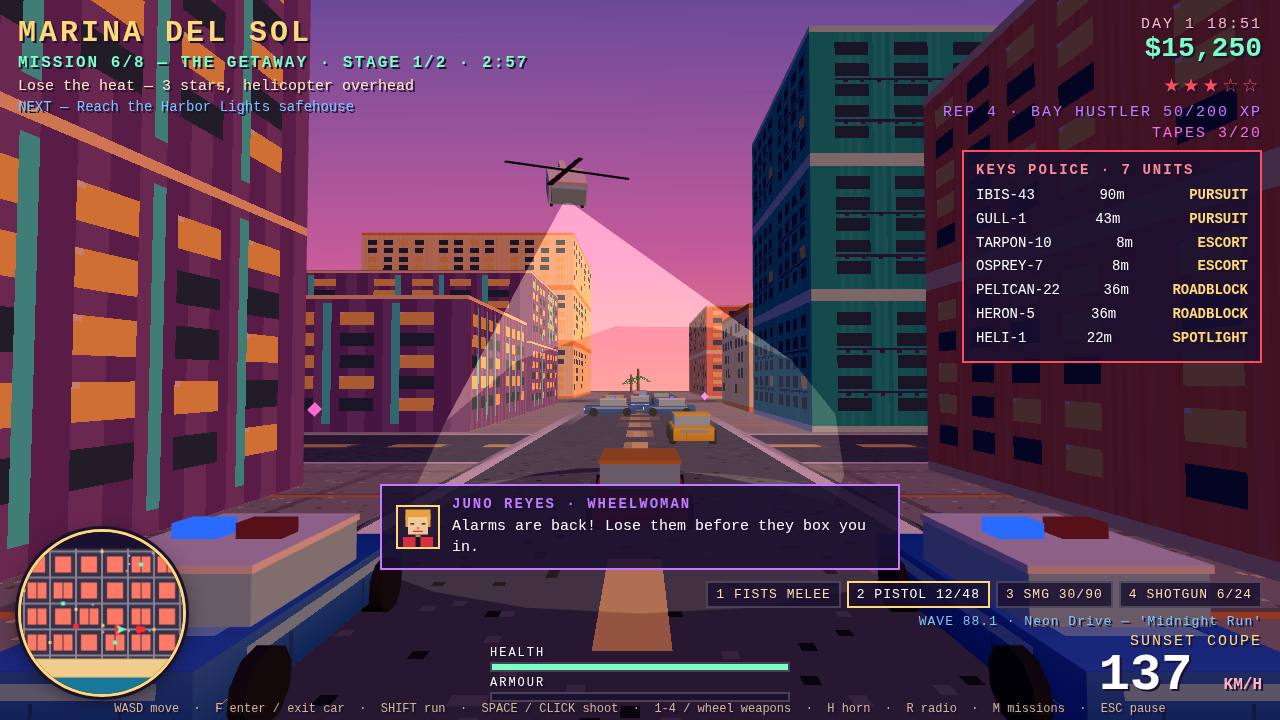 MARINA DEL SOL
MISSION 6/8 — THE GETAWAY · STAGE 1/2 · 2:57
Lose the heat — 3 stars, helicopter overhead
NEXT — Reach the Harbor Lights safehouse
DAY 1 18:51
$15,250
★★★☆☆
REP 4 · BAY HUSTLER 50/200 XP
TAPES 3/20
KEYS POLICE · 7 UNITS
IBIS-43 90m PURSUIT
GULL-1 43m PURSUIT
TARPON-10 8m ESCORT
OSPREY-7 8m ESCORT
PELICAN-22 36m ROADBLOCK
HERON-5 36m ROADBLOCK
HELI-1 22m SPOTLIGHT
JUNO REYES · WHEELWOMAN
Alarms are back! Lose them before they box you
in.
1 FISTS MELEE 2 PISTOL 12/48 3 SMG 30/90 4 SHOTGUN 6/24
WAVE 88.1 · Neon Drive — 'Midnight Run'
SUNSET COUPE
137 KM/H
HEALTH
ARMOUR
WASD move · F enter / exit car · SHIFT run · SPACE / CLICK shoot · 1-4 / wheel weapons · H horn · R radio · M missions · ESC pause